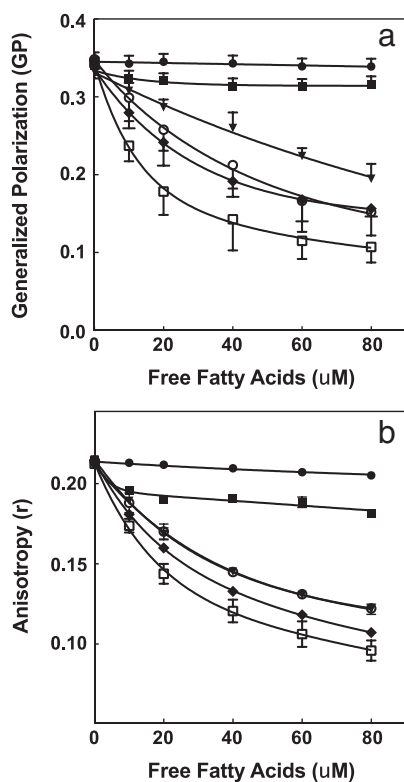 a
Generalized Polarization (GP)
0.4
0.3
0.2
0.1
0.0
0 20 40 60 80
Free Fatty Acids (uM)
b
Anisotropy (r)
0.20
0.15
0.10
0 20 40 60 80
Free Fatty Acids (uM)